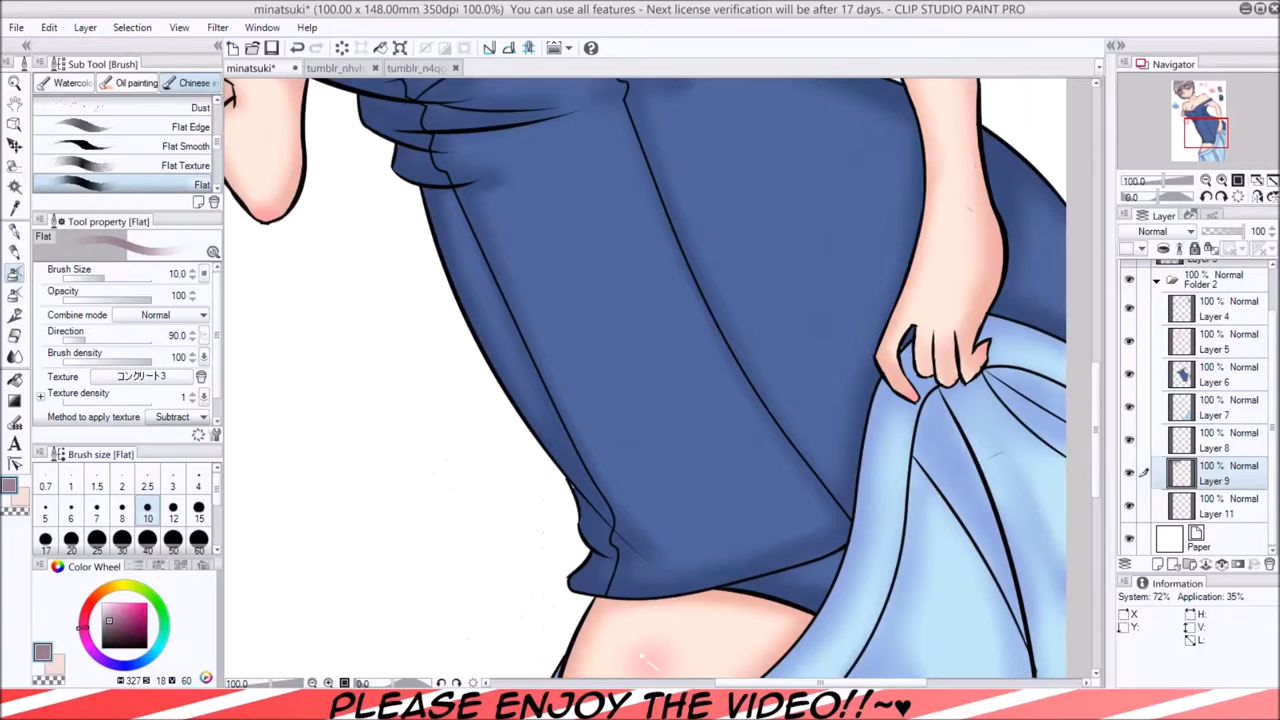 minatsuki* (100.00 x 148.00mm 350dpi 100.0%)  You can use all features - Next license verification will be after 17 days. - CLIP STUDIO PAINT PRO
File Edit Layer Selection View Filter Window Help
Sub Tool [Brush]
minatsuki* tumblr_nhvh tumblr_n4qc
Navigator
Watercolo Oil painting Chinese in
Dust
Flat Edge
Flat Smooth
Flat Texture
Flat
Tool property [Flat]
Flat
Brush Size 10.0
Opacity 100
Combine mode Normal
Direction 90.0
Brush density 100
Texture コンクリート3
Texture density 1
Method to apply texture Subtract
Brush size [Flat]
0.7 1 1.5 2 2.5 3 4
5 6 7 8 10 12 15
17 20 25 30 40 50 60
Color Wheel
H 327 S 18 V 60
100.0 0.0
100.0
0.0
Layer
Normal 100
100 % Normal
Folder 2
100 % Normal
Layer 4
100 % Normal
Layer 5
100 % Normal
Layer 6
100 % Normal
Layer 7
100 % Normal
Layer 8
100 % Normal
Layer 9
100 % Normal
Layer 11
Paper
Information
System: 72% Application: 35%
X H:
Y: V:
L:
PLEASE ENJOY THE VIDEO!!~♥